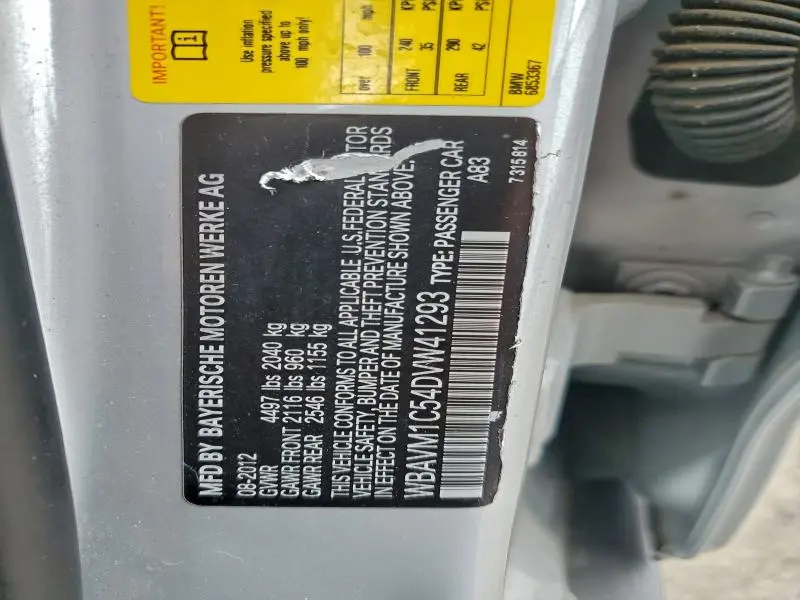 IMPORTANT!
Use inflation
pressure specified
above up to
100 mph only!
over 100 mph
FRONT 240 35
REAR 290 42
BMW
6853367
MFD BY BAYERISCHE MOTOREN WERKE AG
08-2012
GVWR 4497 lbs 2040 kg
GAWR FRONT 2116 lbs 960 kg
GAWR REAR 2546 lbs 1155 kg
THIS VEHICLE CONFORMS TO ALL APPLICABLE U.S.FEDERAL MOTOR
VEHICLE SAFETY, BUMPER AND THEFT PREVENTION STANDARDS
IN EFFECT ON THE DATE OF MANUFACTURE SHOWN ABOVE.
WBAVM1C54DVW41293 TYPE: PASSENGER CAR
A83
7315814